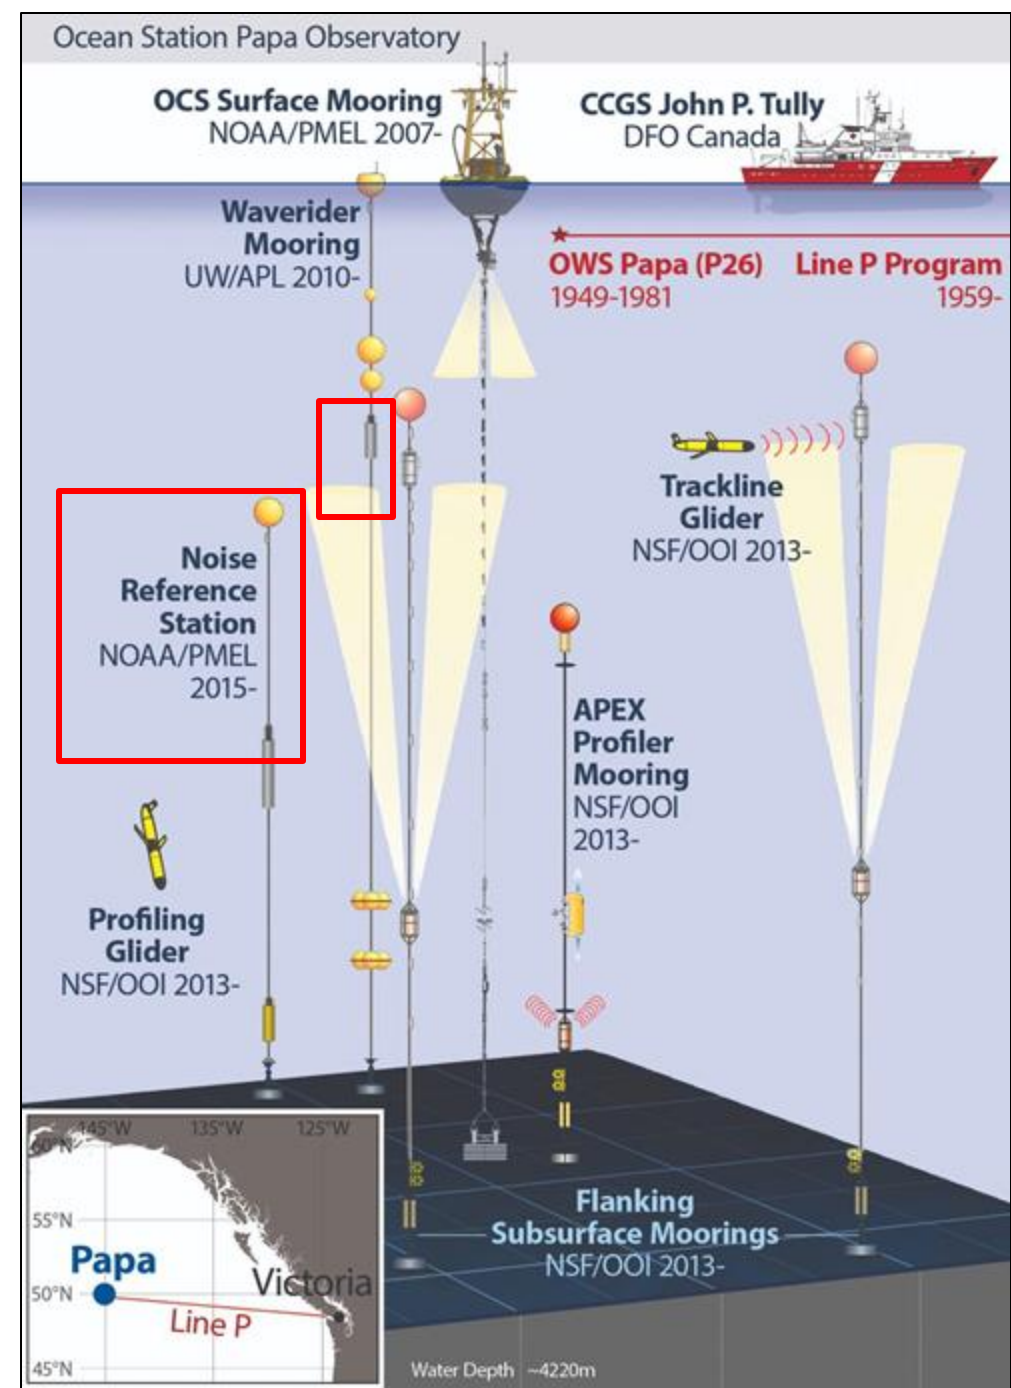 Ocean Station Papa Observatory
OCS Surface Mooring
NOAA/PMEL 2007-
CCGS John P. Tully
DFO Canada
Waverider
Mooring
UW/APL 2010-
OWS Papa (P26)
1949-1981
Line P Program
1959-
Trackline
Glider
NSF/OOI 2013-
Noise
Reference
Station
NOAA/PMEL
2015-
APEX
Profiler
Mooring
NSF/OOI
2013-
Profiling
Glider
NSF/OOI 2013-
Flanking
Subsurface Moorings
NSF/OOI 2013-
145°W
135°W
125°W
60°N
55°N
50°N
45°N
Papa
Victoria
Line P
Water Depth ~4220m